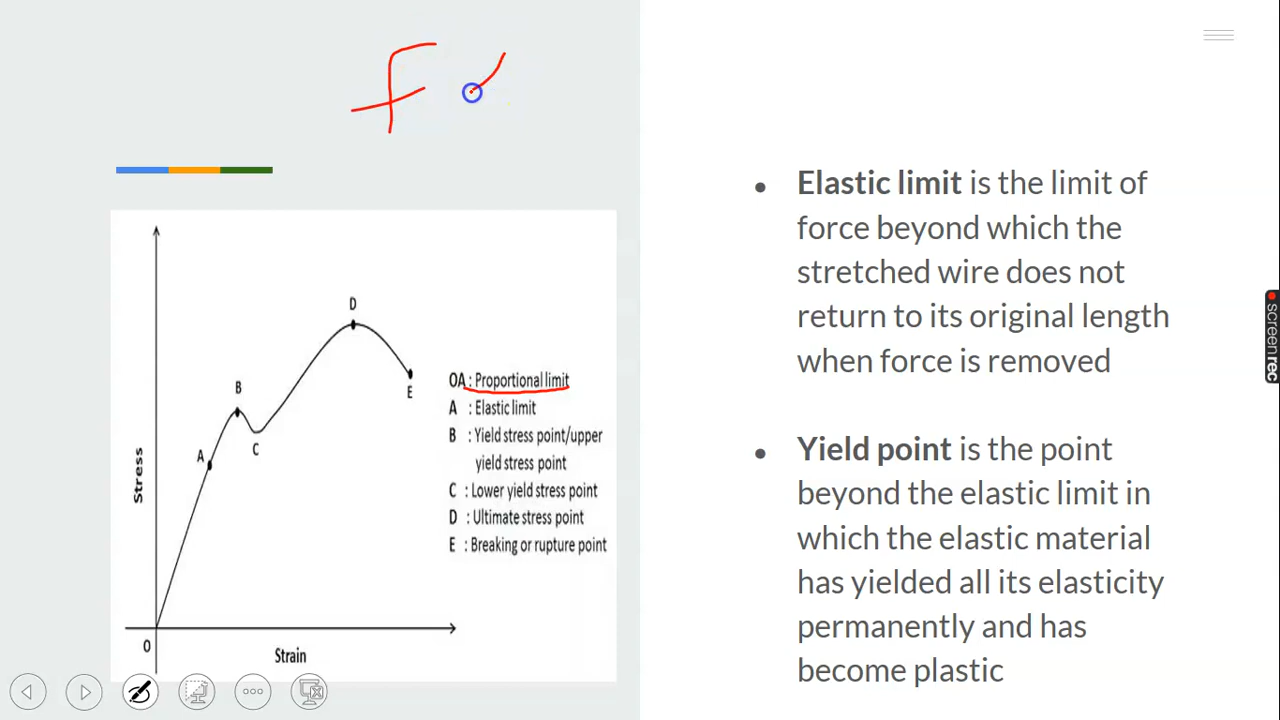 F
D
B
A
C
E
Stress
O
Strain
OA : Proportional limit
A : Elastic limit
B : Yield stress point/upper
yield stress point
C : Lower yield stress point
D : Ultimate stress point
E : Breaking or rupture point
• Elastic limit is the limit of
force beyond which the
stretched wire does not
return to its original length
when force is removed
• Yield point is the point
beyond the elastic limit in
which the elastic material
has yielded all its elasticity
permanently and has
become plastic
screenrec